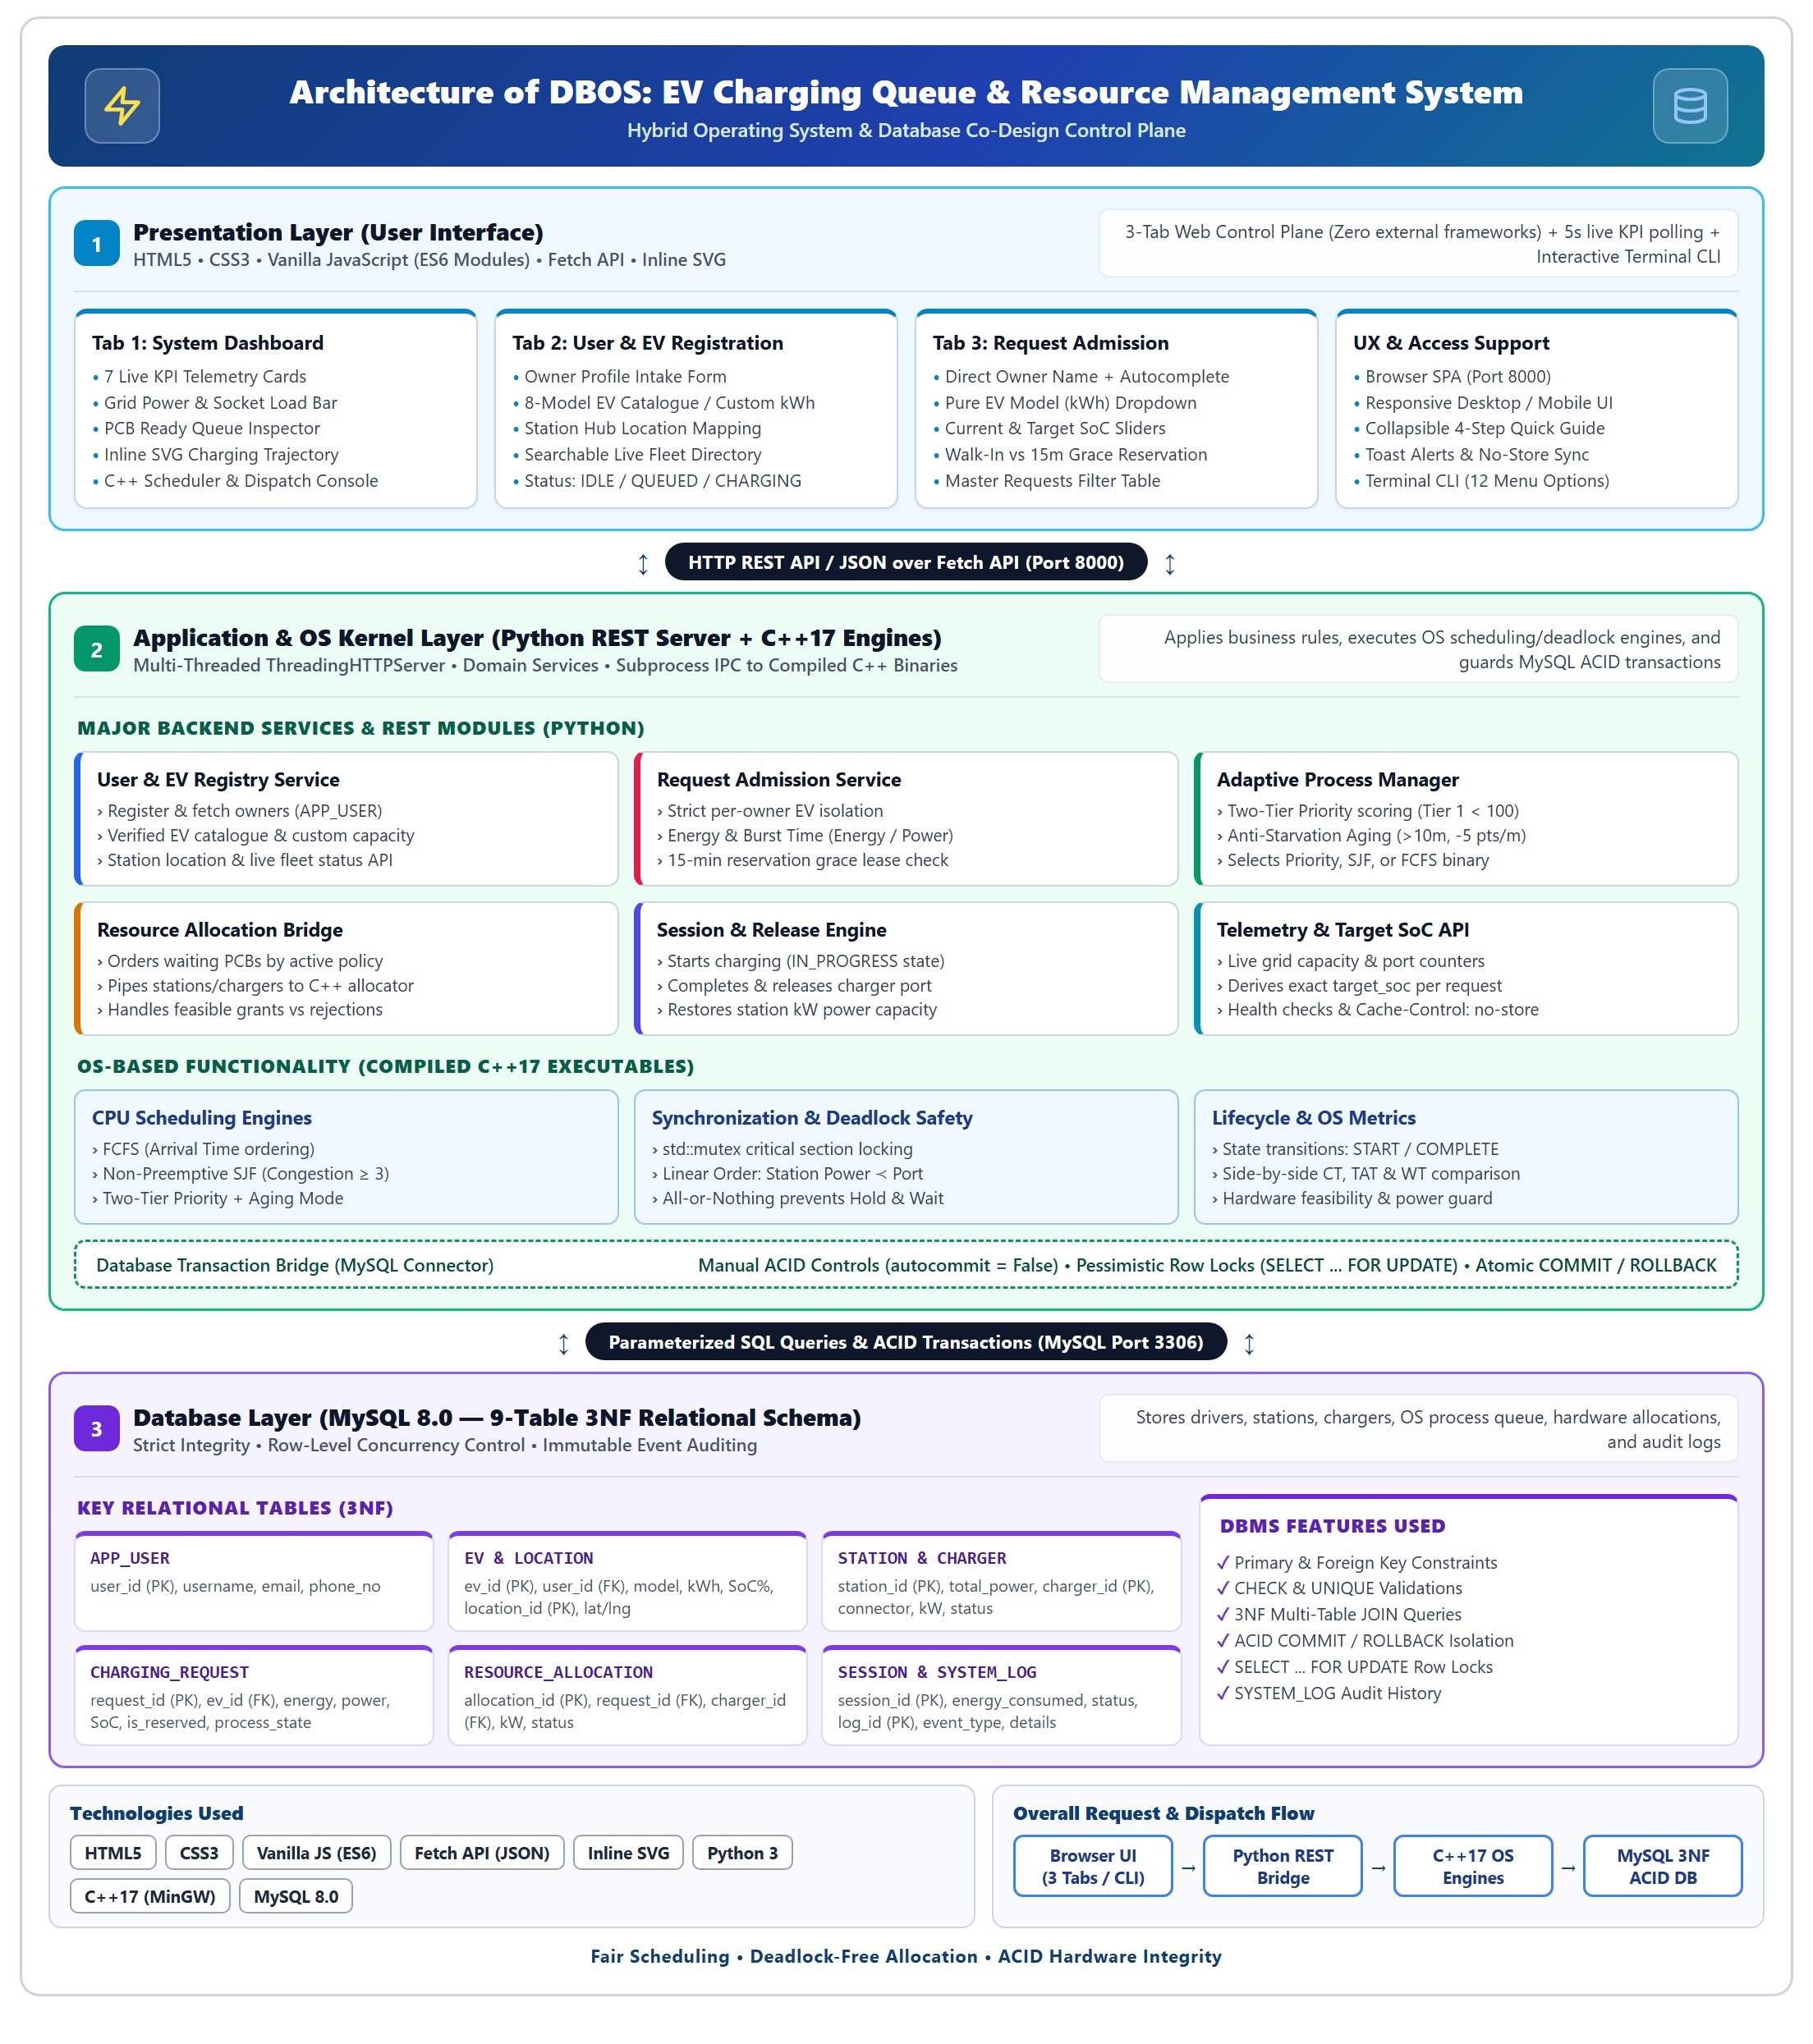 Architecture of DBOS: EV Charging Queue & Resource Management System
Hybrid Operating System & Database Co-Design Control Plane
1
Presentation Layer (User Interface)
HTML5 • CSS3 • Vanilla JavaScript (ES6 Modules) • Fetch API • Inline SVG
3-Tab Web Control Plane (Zero external frameworks) + 5s live KPI polling +
Interactive Terminal CLI
Tab 1: System Dashboard
• 7 Live KPI Telemetry Cards
• Grid Power & Socket Load Bar
• PCB Ready Queue Inspector
• Inline SVG Charging Trajectory
• C++ Scheduler & Dispatch Console
Tab 2: User & EV Registration
• Owner Profile Intake Form
• 8-Model EV Catalogue / Custom kWh
• Station Hub Location Mapping
• Searchable Live Fleet Directory
• Status: IDLE / QUEUED / CHARGING
Tab 3: Request Admission
• Direct Owner Name + Autocomplete
• Pure EV Model (kWh) Dropdown
• Current & Target SoC Sliders
• Walk-In vs 15m Grace Reservation
• Master Requests Filter Table
UX & Access Support
• Browser SPA (Port 8000)
• Responsive Desktop / Mobile UI
• Collapsible 4-Step Quick Guide
• Toast Alerts & No-Store Sync
• Terminal CLI (12 Menu Options)
↕ HTTP REST API / JSON over Fetch API (Port 8000) ↕
2
Application & OS Kernel Layer (Python REST Server + C++17 Engines)
Multi-Threaded ThreadingHTTPServer • Domain Services • Subprocess IPC to Compiled C++ Binaries
Applies business rules, executes OS scheduling/deadlock engines, and
guards MySQL ACID transactions
MAJOR BACKEND SERVICES & REST MODULES (PYTHON)
User & EV Registry Service
› Register & fetch owners (APP_USER)
› Verified EV catalogue & custom capacity
› Station location & live fleet status API
Request Admission Service
› Strict per-owner EV isolation
› Energy & Burst Time (Energy / Power)
› 15-min reservation grace lease check
Adaptive Process Manager
› Two-Tier Priority scoring (Tier 1 < 100)
› Anti-Starvation Aging (>10m, -5 pts/m)
› Selects Priority, SJF, or FCFS binary
Resource Allocation Bridge
› Orders waiting PCBs by active policy
› Pipes stations/chargers to C++ allocator
› Handles feasible grants vs rejections
Session & Release Engine
› Starts charging (IN_PROGRESS state)
› Completes & releases charger port
› Restores station kW power capacity
Telemetry & Target SoC API
› Live grid capacity & port counters
› Derives exact target_soc per request
› Health checks & Cache-Control: no-store
OS-BASED FUNCTIONALITY (COMPILED C++17 EXECUTABLES)
CPU Scheduling Engines
› FCFS (Arrival Time ordering)
› Non-Preemptive SJF (Congestion ≥ 3)
› Two-Tier Priority + Aging Mode
Synchronization & Deadlock Safety
› std::mutex critical section locking
› Linear Order: Station Power ≺ Port
› All-or-Nothing prevents Hold & Wait
Lifecycle & OS Metrics
› State transitions: START / COMPLETE
› Side-by-side CT, TAT & WT comparison
› Hardware feasibility & power guard
Database Transaction Bridge (MySQL Connector)
Manual ACID Controls (autocommit = False) • Pessimistic Row Locks (SELECT ... FOR UPDATE) • Atomic COMMIT / ROLLBACK
↕ Parameterized SQL Queries & ACID Transactions (MySQL Port 3306) ↕
3
Database Layer (MySQL 8.0 — 9-Table 3NF Relational Schema)
Strict Integrity • Row-Level Concurrency Control • Immutable Event Auditing
Stores drivers, stations, chargers, OS process queue, hardware allocations,
and audit logs
KEY RELATIONAL TABLES (3NF)
APP_USER
user_id (PK), username, email, phone_no
EV & LOCATION
ev_id (PK), user_id (FK), model, kWh, SoC%,
location_id (PK), lat/lng
STATION & CHARGER
station_id (PK), total_power, charger_id (PK),
connector, kW, status
CHARGING_REQUEST
request_id (PK), ev_id (FK), energy, power,
SoC, is_reserved, process_state
RESOURCE_ALLOCATION
allocation_id (PK), request_id (FK), charger_id
(FK), kW, status
SESSION & SYSTEM_LOG
session_id (PK), energy_consumed, status,
log_id (PK), event_type, details
DBMS FEATURES USED
✓ Primary & Foreign Key Constraints
✓ CHECK & UNIQUE Validations
✓ 3NF Multi-Table JOIN Queries
✓ ACID COMMIT / ROLLBACK Isolation
✓ SELECT ... FOR UPDATE Row Locks
✓ SYSTEM_LOG Audit History
Technologies Used
HTML5 CSS3 Vanilla JS (ES6) Fetch API (JSON) Inline SVG Python 3
C++17 (MinGW) MySQL 8.0
Overall Request & Dispatch Flow
Browser UI
(3 Tabs / CLI)
→
Python REST
Bridge
→
C++17 OS
Engines
→
MySQL 3NF
ACID DB
Fair Scheduling • Deadlock-Free Allocation • ACID Hardware Integrity